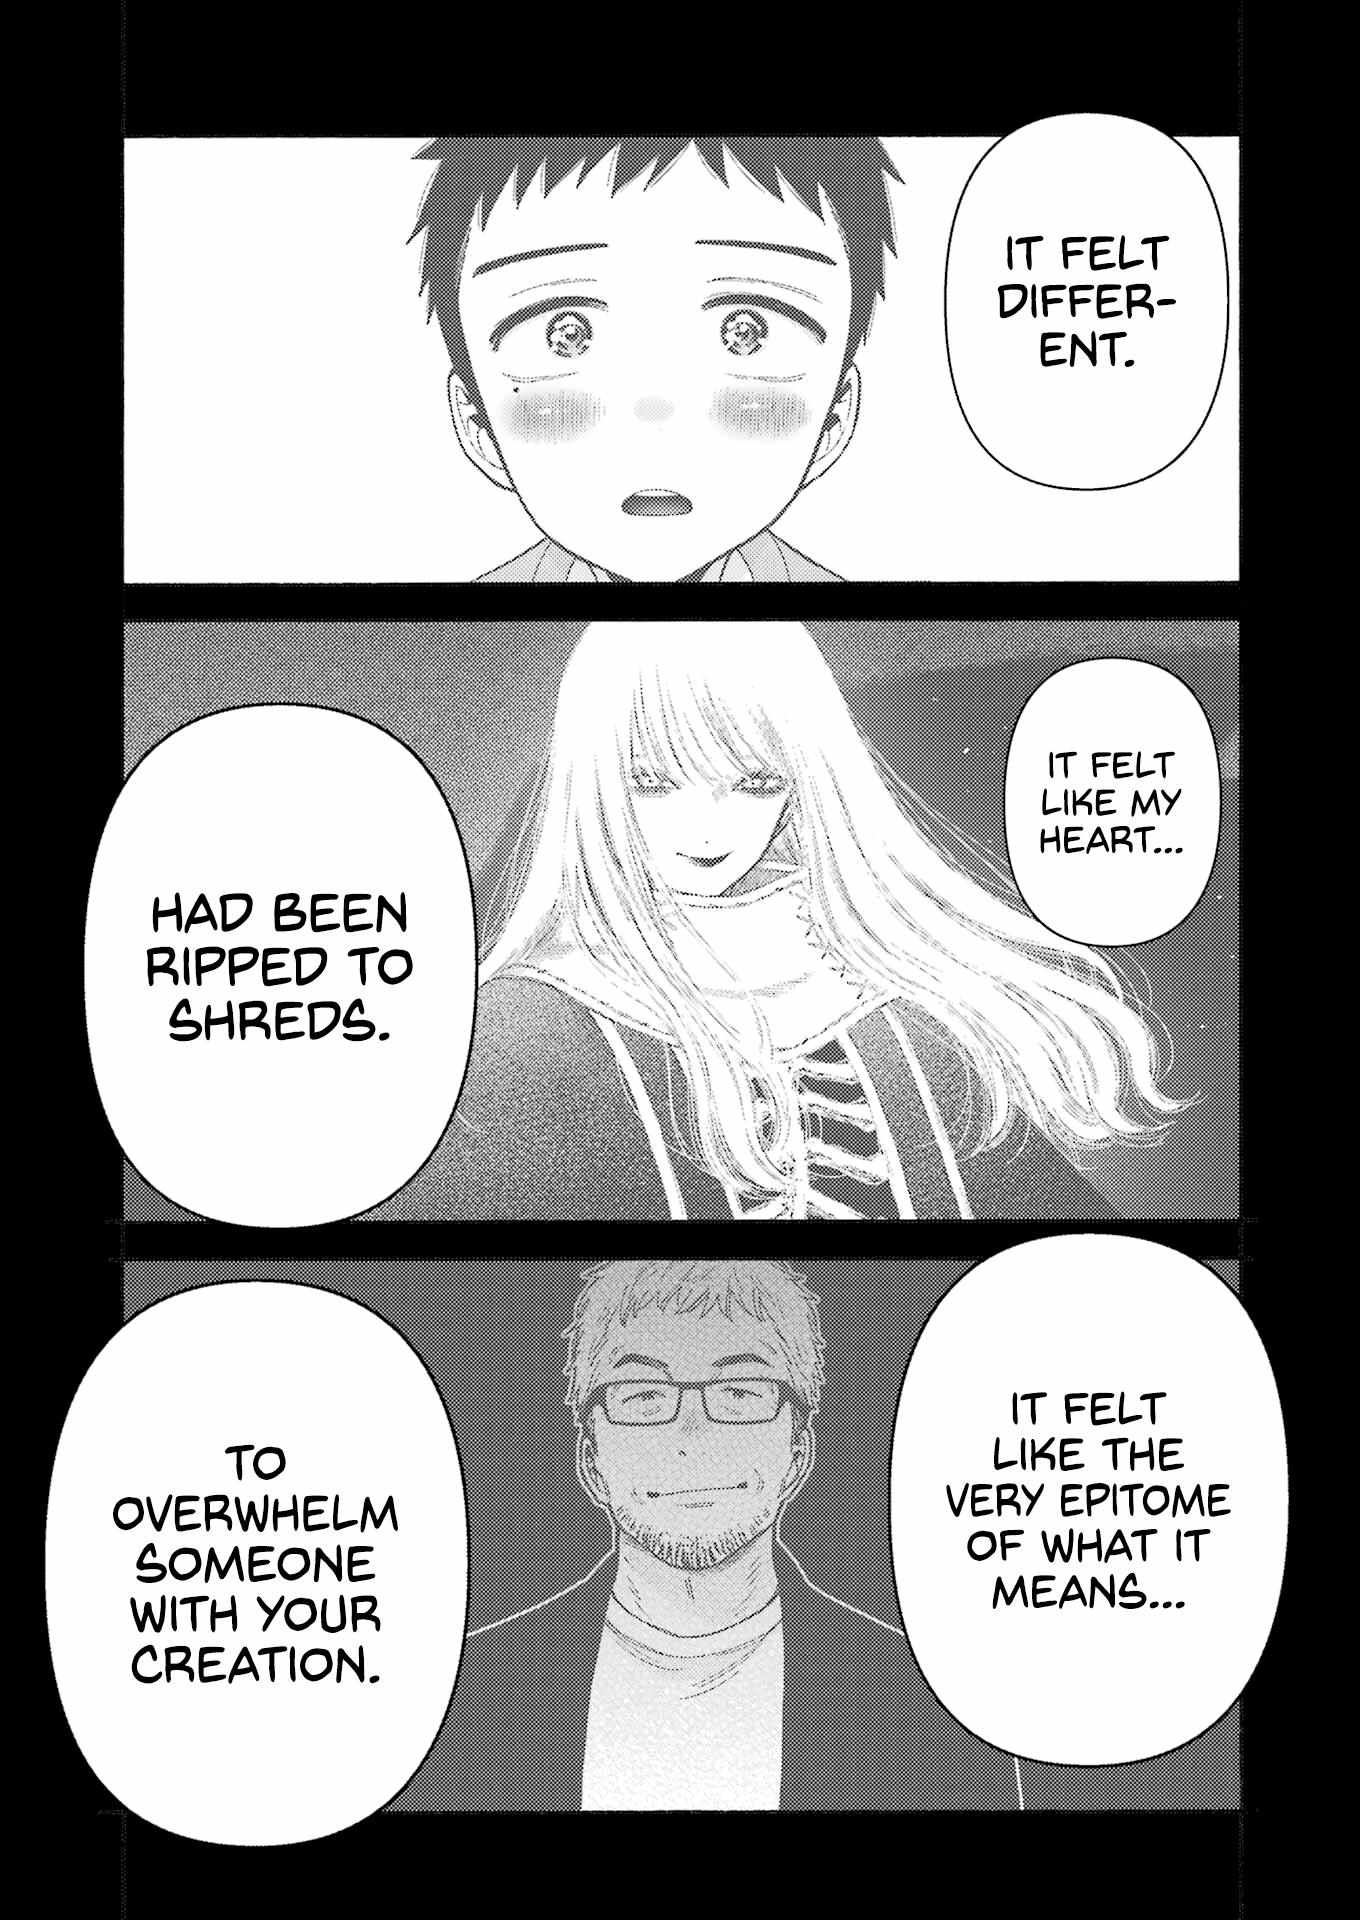 IT FELT
DIFFER-
ENT.
IT FELT
LIKE MY
HEART...
HAD BEEN
RIPPED TO
SHREDS.
IT FELT
LIKE THE
VERY EPITOME
OF WHAT IT
MEANS...
TO
OVERWHELM
SOMEONE
WITH YOUR
CREATION.